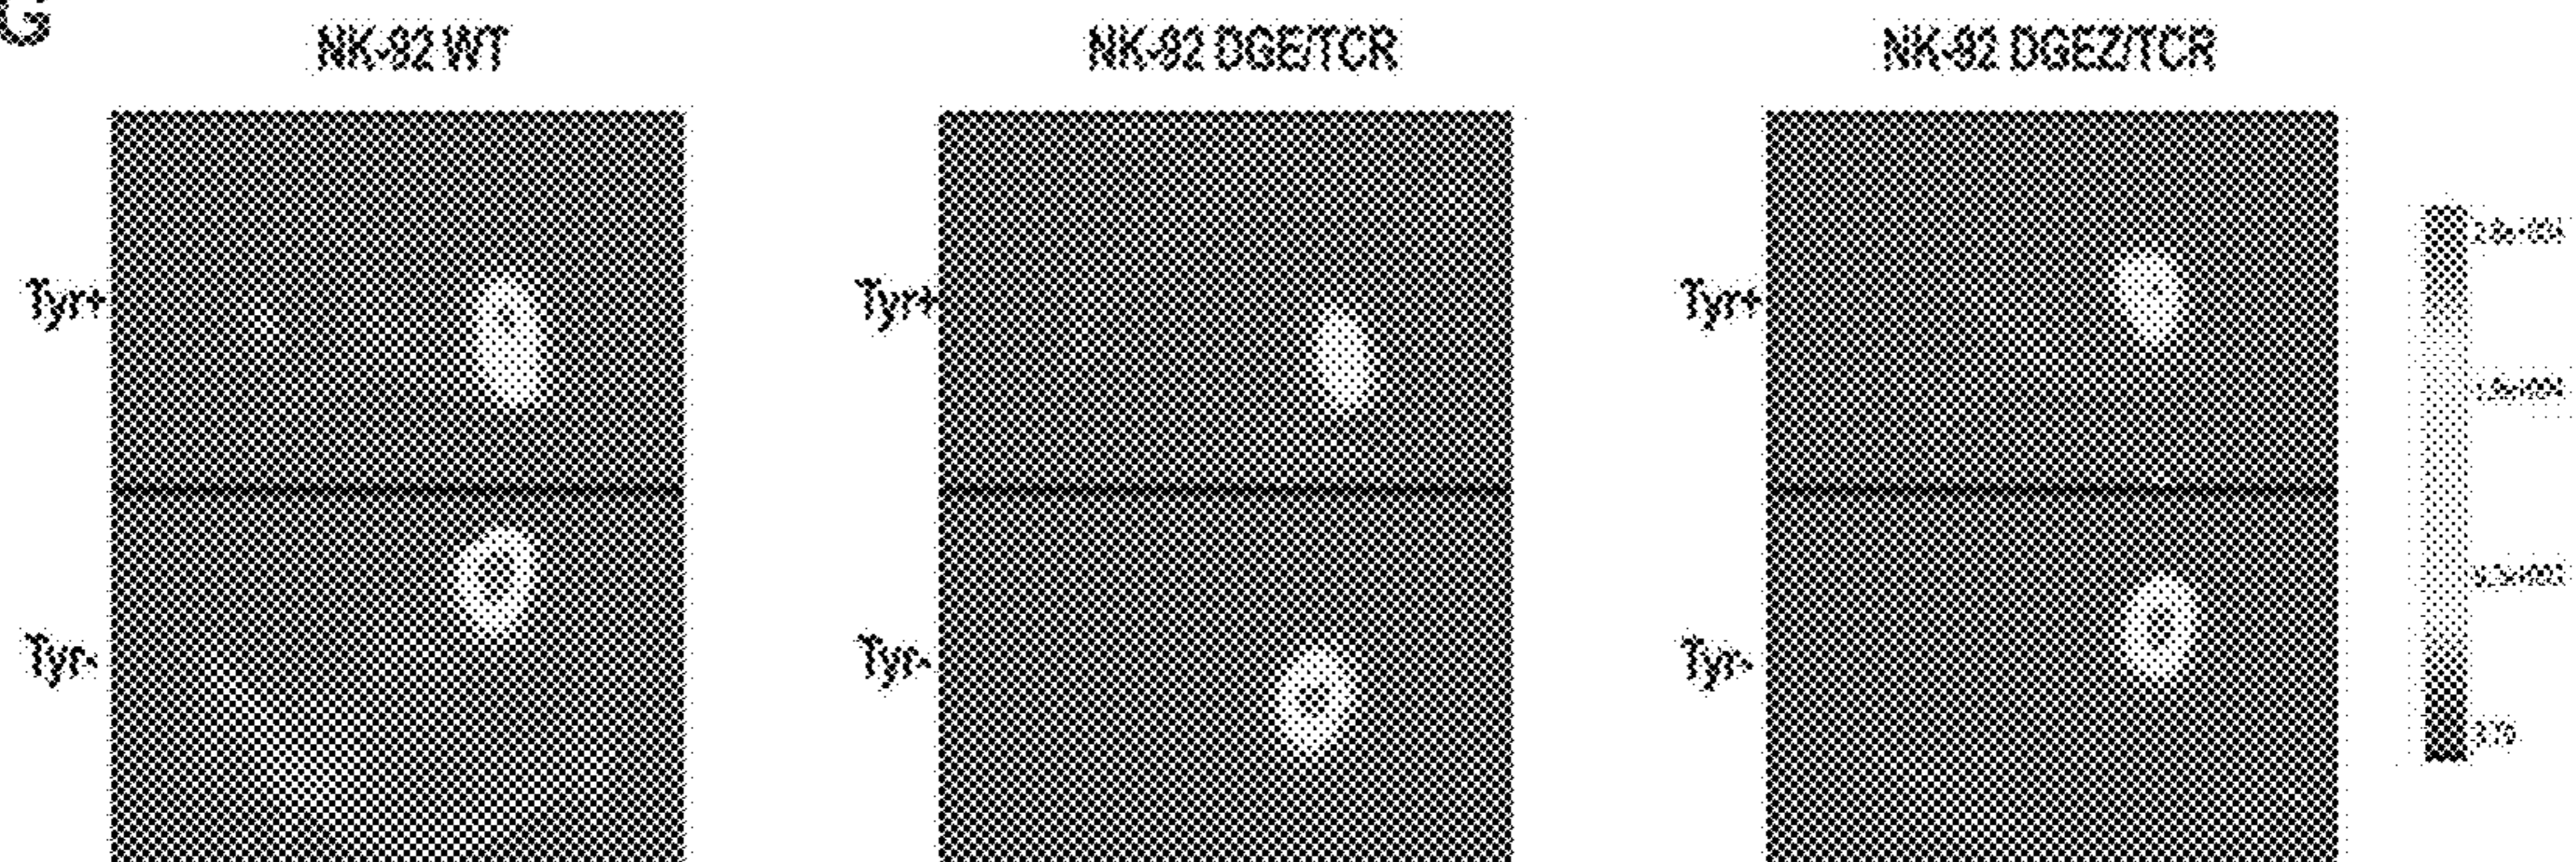 G
NK-92 WT
NK-92 DGE/TCR
NK-92 DGEZ/TCR
Tyr+
Tyr+
Tyr+
Tyr-
Tyr-
Tyr-